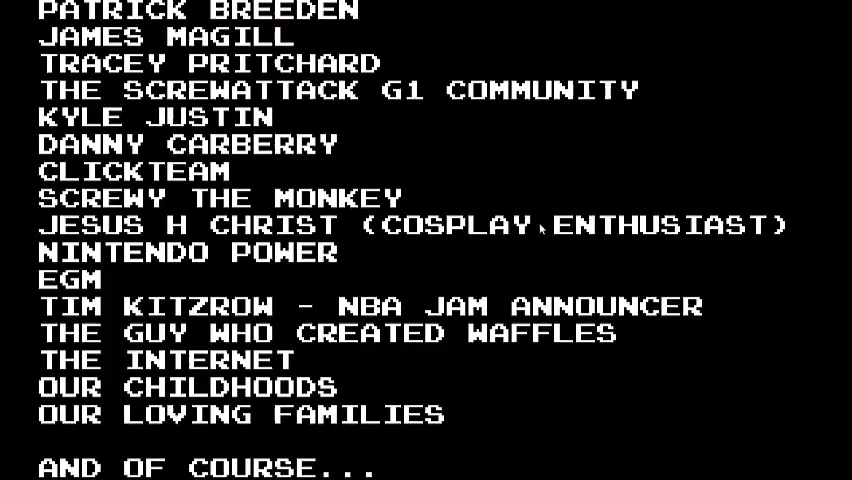 PATRICK BREEDEN
JAMES MAGILL
TRACEY PRITCHARD
THE SCREWATTACK G1 COMMUNITY
KYLE JUSTIN
DANNY CARBERRY
CLICKTEAM
SCREWY THE MONKEY
JESUS H CHRIST (COSPLAY ENTHUSIAST)
NINTENDO POWER
EGM
TIM KITZROW - NBA JAM ANNOUNCER
THE GUY WHO CREATED WAFFLES
THE INTERNET
OUR CHILDHOODS
OUR LOVING FAMILIES
AND OF COURSE...